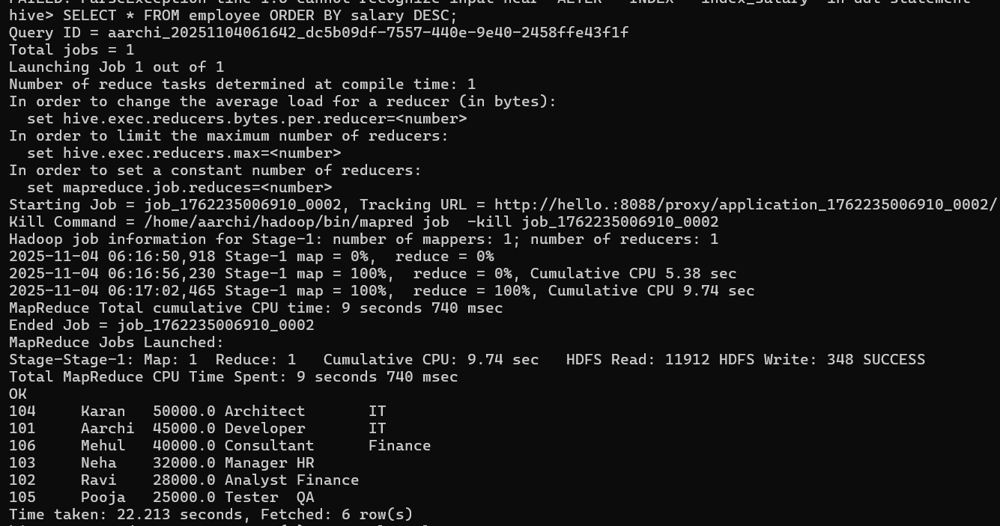 FAILED: ParseException line 1:0 cannot recognize input near 'ALTER' 'INDEX' 'index_salary' in ddl statement
hive> SELECT * FROM employee ORDER BY salary DESC;
Query ID = aarchi_20251104061642_dc5b09df-7557-440e-9e40-2458ffe43f1f
Total jobs = 1
Launching Job 1 out of 1
Number of reduce tasks determined at compile time: 1
In order to change the average load for a reducer (in bytes):
  set hive.exec.reducers.bytes.per.reducer=<number>
In order to limit the maximum number of reducers:
  set hive.exec.reducers.max=<number>
In order to set a constant number of reducers:
  set mapreduce.job.reduces=<number>
Starting Job = job_1762235006910_0002, Tracking URL = http://hello.:8088/proxy/application_1762235006910_0002/
Kill Command = /home/aarchi/hadoop/bin/mapred job  -kill job_1762235006910_0002
Hadoop job information for Stage-1: number of mappers: 1; number of reducers: 1
2025-11-04 06:16:50,918 Stage-1 map = 0%,  reduce = 0%
2025-11-04 06:16:56,230 Stage-1 map = 100%,  reduce = 0%, Cumulative CPU 5.38 sec
2025-11-04 06:17:02,465 Stage-1 map = 100%,  reduce = 100%, Cumulative CPU 9.74 sec
MapReduce Total cumulative CPU time: 9 seconds 740 msec
Ended Job = job_1762235006910_0002
MapReduce Jobs Launched:
Stage-Stage-1: Map: 1  Reduce: 1   Cumulative CPU: 9.74 sec   HDFS Read: 11912 HDFS Write: 348 SUCCESS
Total MapReduce CPU Time Spent: 9 seconds 740 msec
OK
104     Karan   50000.0 Architect       IT
101     Aarchi  45000.0 Developer       IT
106     Mehul   40000.0 Consultant      Finance
103     Neha    32000.0 Manager HR
102     Ravi    28000.0 Analyst Finance
105     Pooja   25000.0 Tester  QA
Time taken: 22.213 seconds, Fetched: 6 row(s)